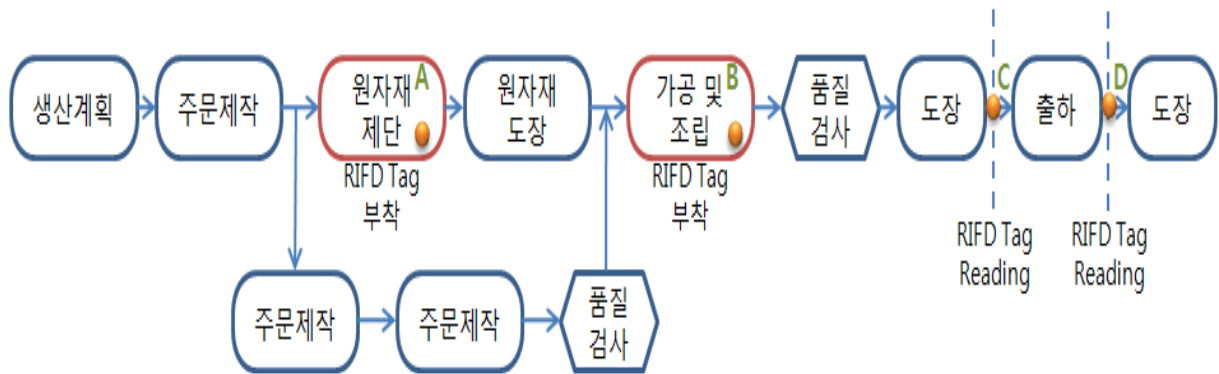 생산계획
주문제작
원자재
제단
A
RIFD Tag
부착
원자재
도장
가공 및
조립
B
RIFD Tag
부착
품질
검사
도장
C
출하
D
도장
RIFD Tag
Reading
RIFD Tag
Reading
주문제작
주문제작
품질
검사